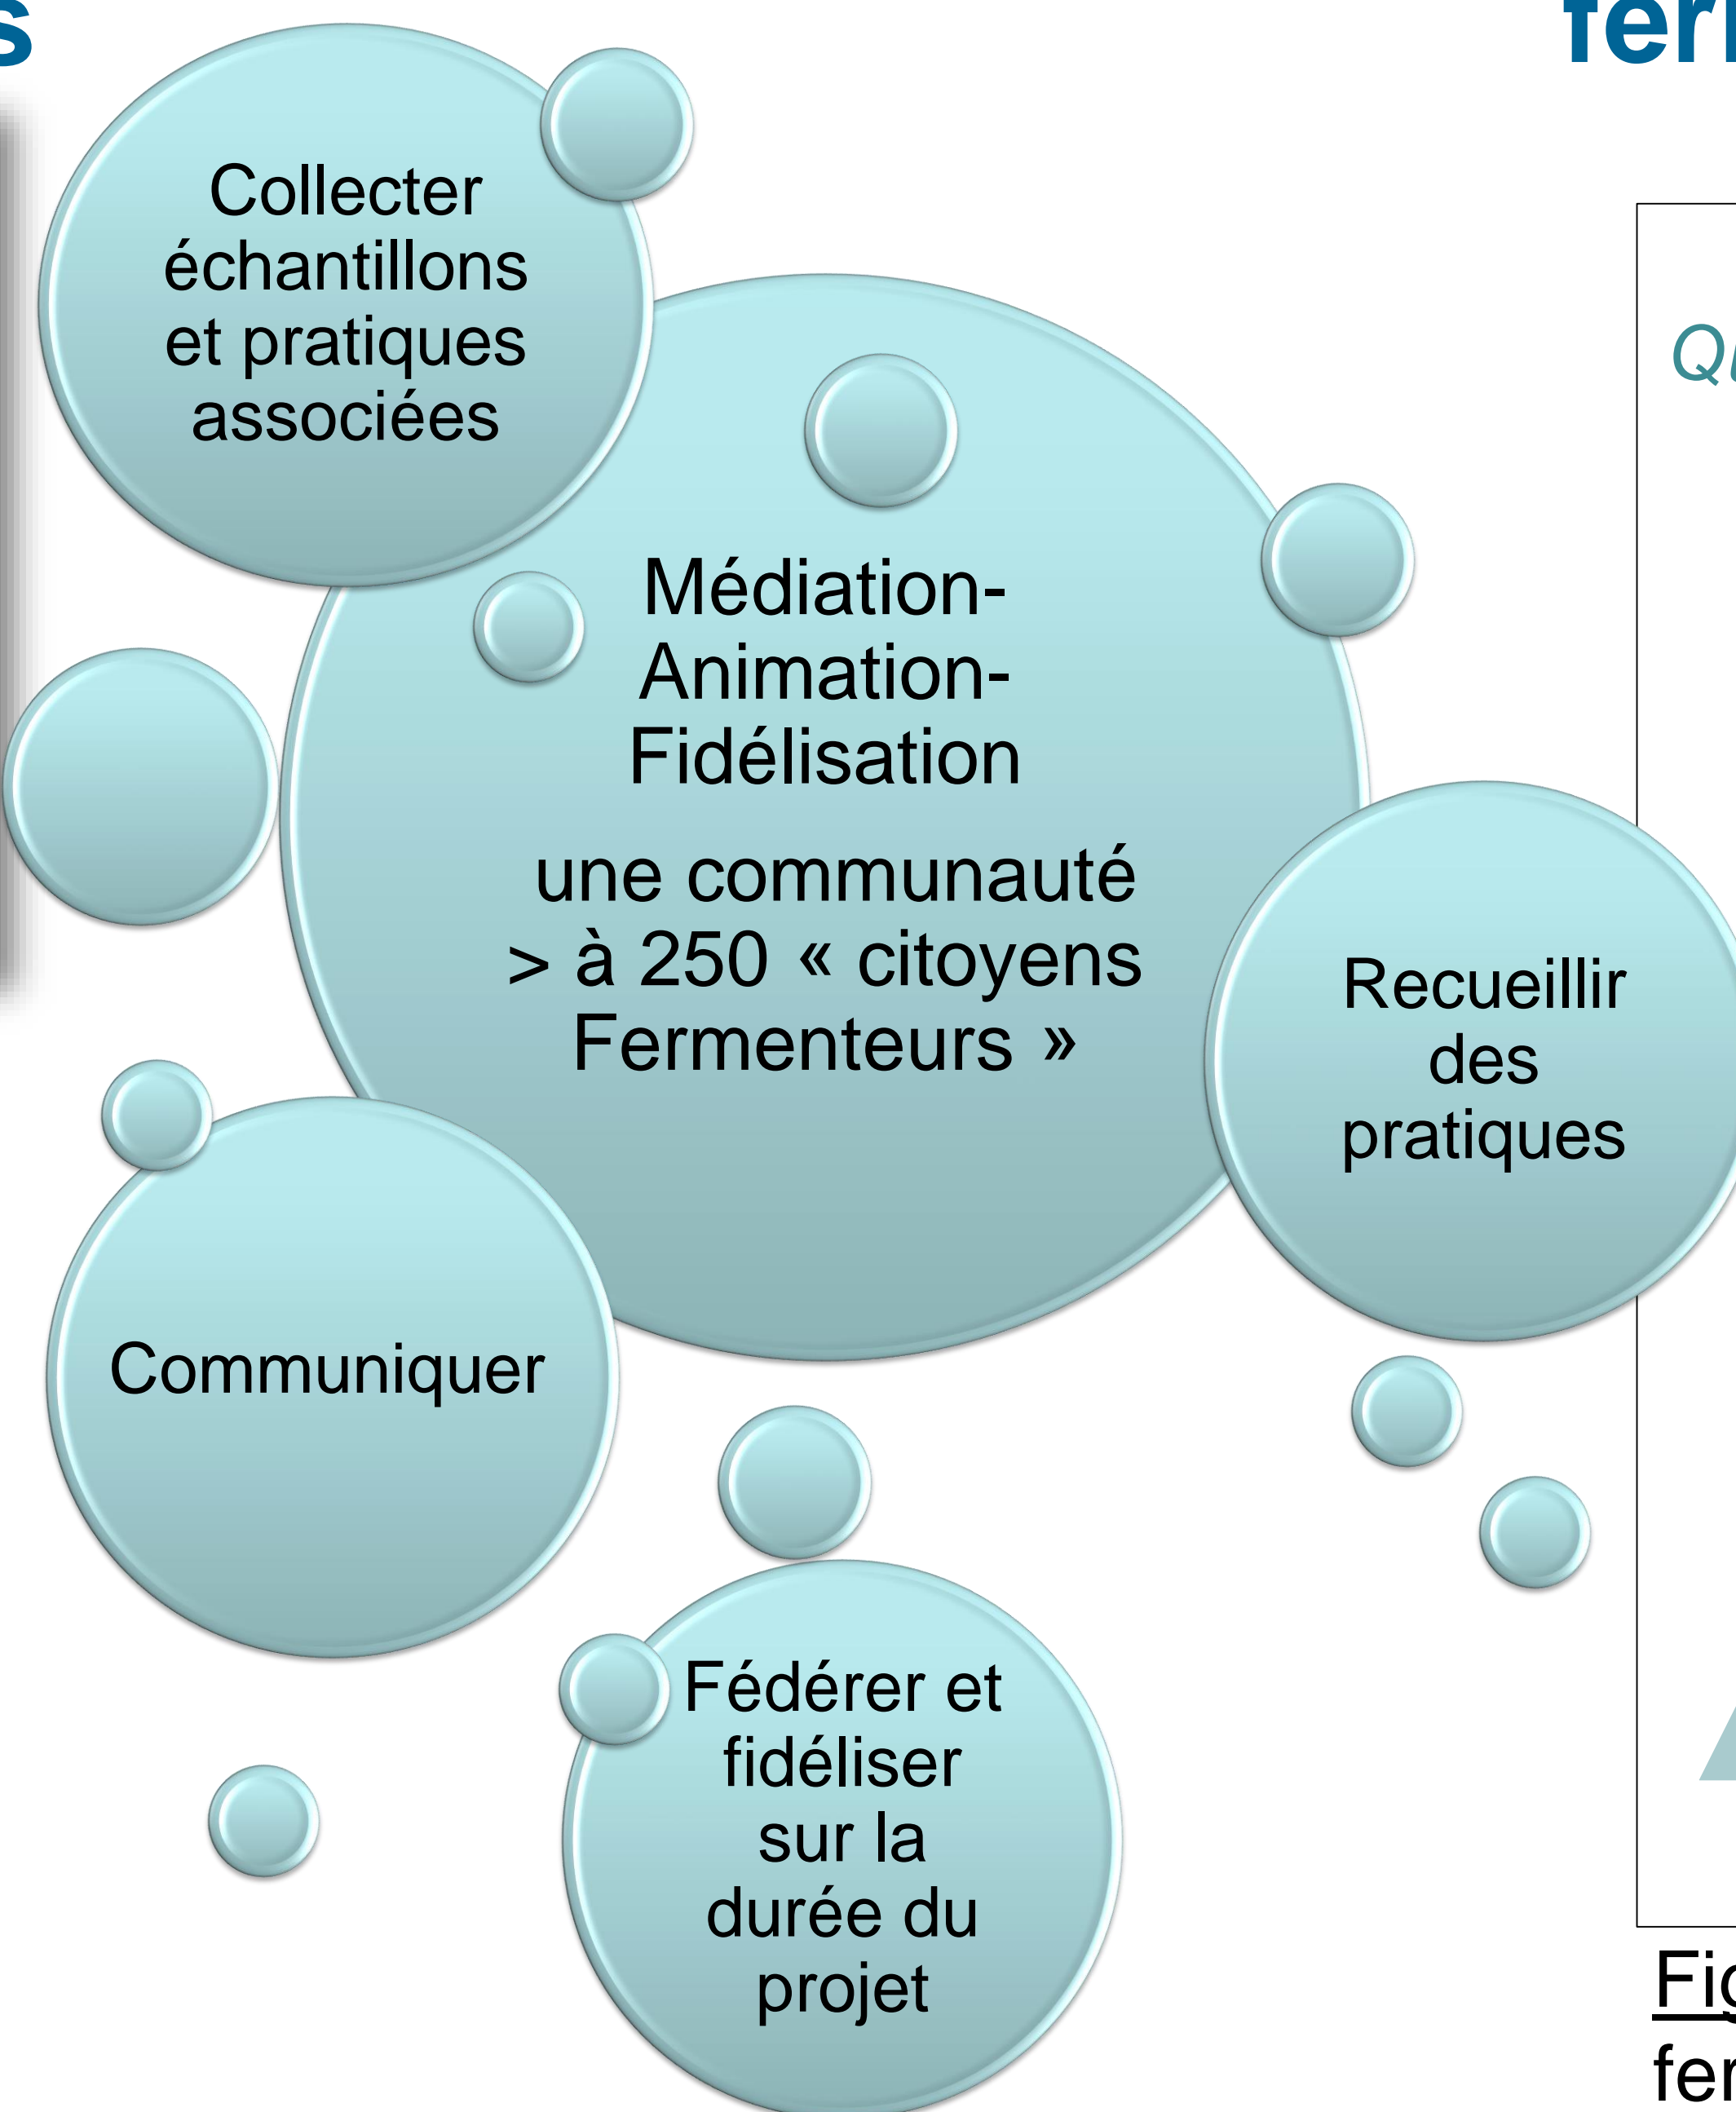 Collecter
échantillons
et pratiques
associées
Médiation-
Animation-
Fidélisation
une communauté
> à 250 « citoyens
Fermenteurs »
Recueillir
des
pratiques
Communiquer
Fédérer et
fidéliser
sur la
durée du
projet